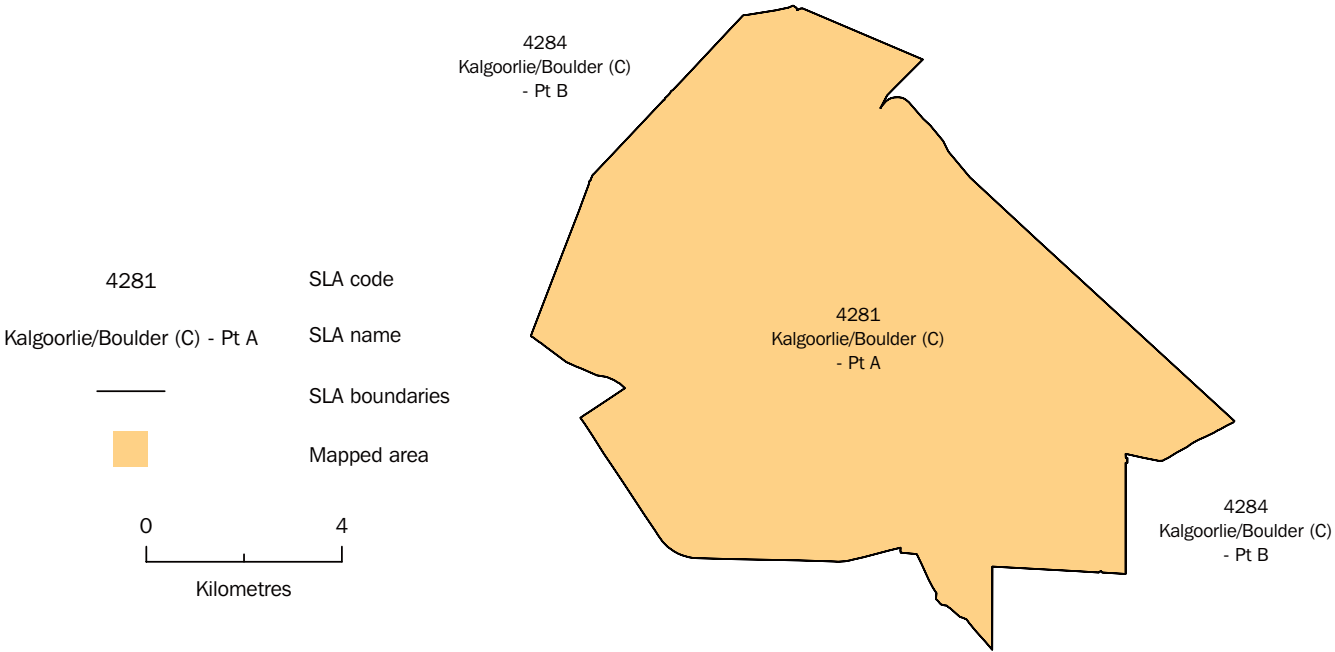 4284
Kalgoorlie/Boulder (C)
- Pt B
4281
SLA code
Kalgoorlie/Boulder (C) - Pt A
SLA name
SLA boundaries
Mapped area
0
4
Kilometres
4281
Kalgoorlie/Boulder (C)
- Pt A
4284
Kalgoorlie/Boulder (C)
- Pt B